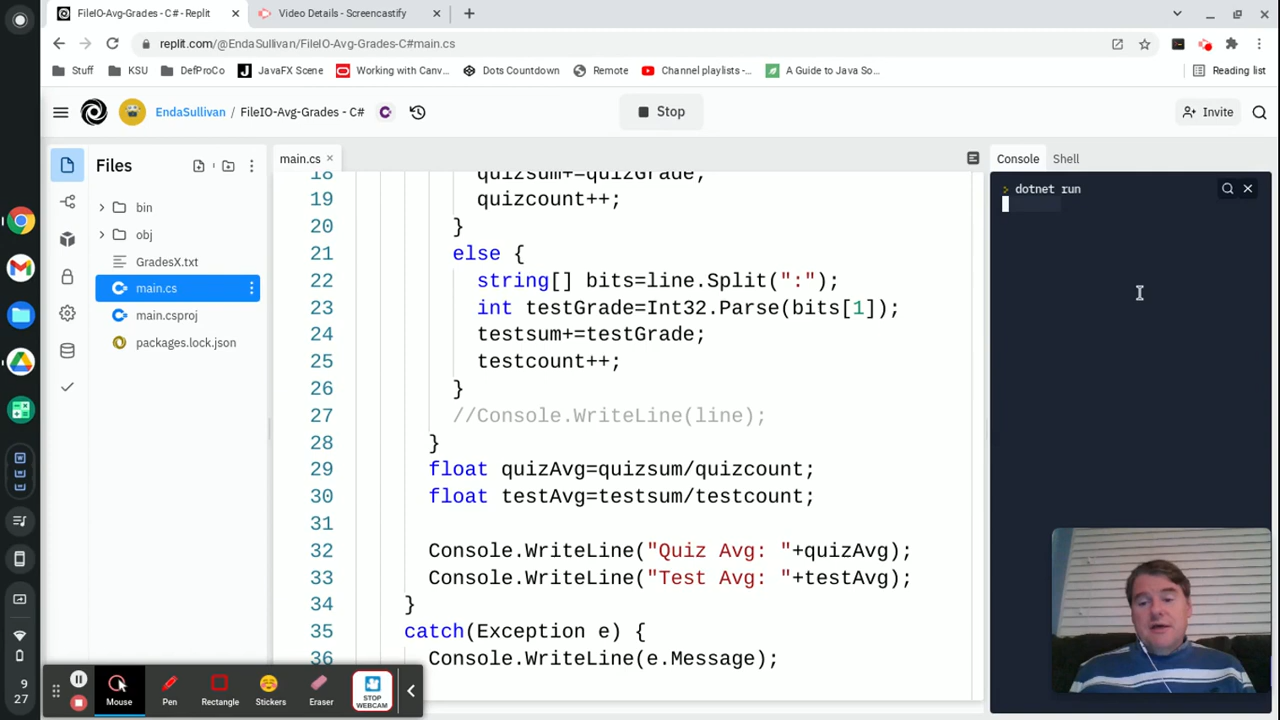 FileIO-Avg-Grades - C# - Replit
Video Details - Screencastify
replit.com/@EndaSullivan/FileIO-Avg-Grades-C#main.cs
Stuff
KSU
DefProCo
JavaFX Scene
Working with Canv...
Dots Countdown
Remote
Channel playlists -...
A Guide to Java So...
Reading list
EndaSullivan / FileIO-Avg-Grades - C#
Stop
Invite
Files
bin
obj
GradesX.txt
main.cs
main.csproj
packages.lock.json
main.cs
18 quizsum+=quizGrade;
19 quizcount++;
20 }
21 else {
22 string[] bits=line.Split(":");
23 int testGrade=Int32.Parse(bits[1]);
24 testsum+=testGrade;
25 testcount++;
26 }
27 //Console.WriteLine(line);
28 }
29 float quizAvg=quizsum/quizcount;
30 float testAvg=testsum/testcount;
31
32 Console.WriteLine("Quiz Avg: "+quizAvg);
33 Console.WriteLine("Test Avg: "+testAvg);
34 }
35 catch(Exception e) {
36 Console.WriteLine(e.Message);
Console
Shell
> dotnet run
9
27
Mouse
Pen
Rectangle
Stickers
Eraser
STOP
WEBCAM